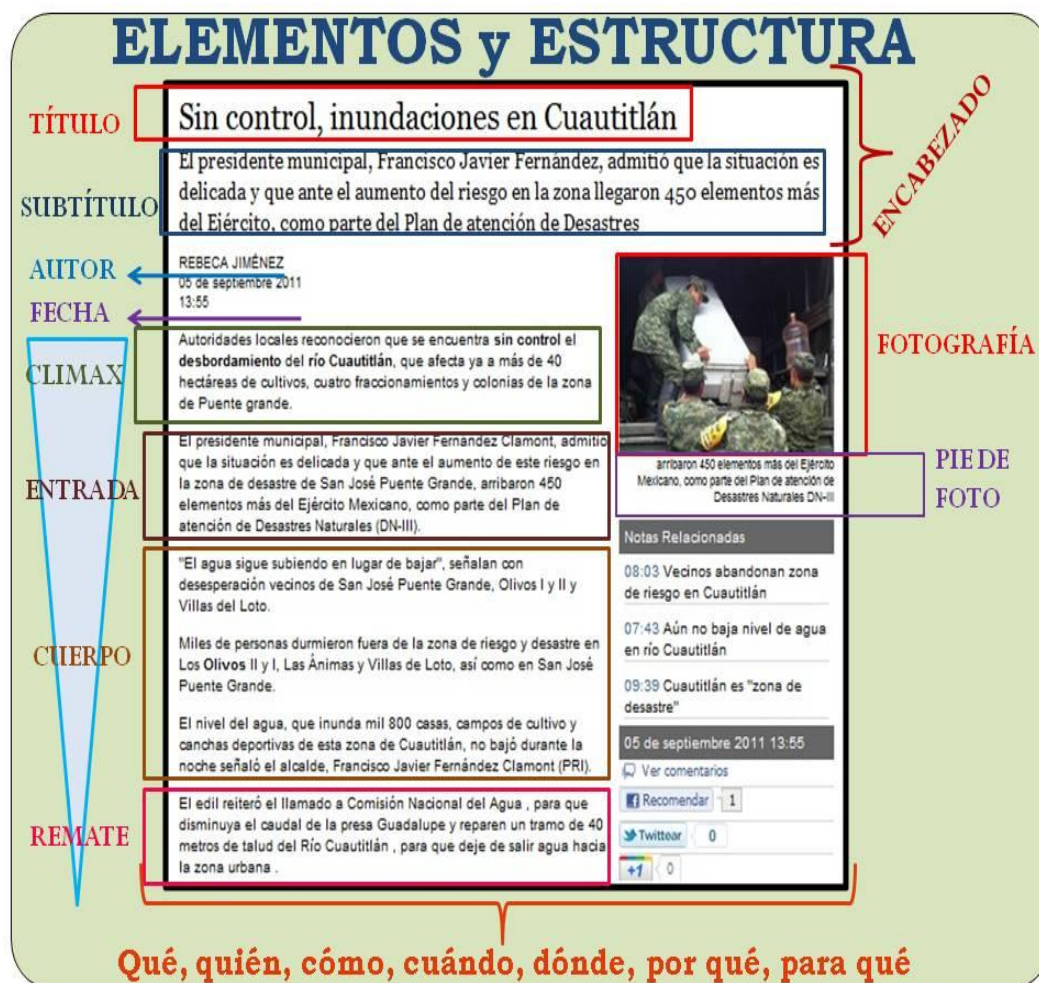 ELEMENTOS y ESTRUCTURA
TÍTULO
Sin control, inundaciones en Cuautitlán
ENCABEZADO
SUBTÍTULO
El presidente municipal, Francisco Javier Fernández, admitió que la situación es
delicada y que ante el aumento del riesgo en la zona llegaron 450 elementos más
del Ejército, como parte del Plan de atención de Desastres
AUTOR
REBECA JIMÉNEZ
05 de septiembre 2011
13:55
FECHA
CLIMAX
Autoridades locales reconocieron que se encuentra sin control el
desbordamiento del río Cuautitlán, que afecta ya a más de 40
hectáreas de cultivos, cuatro fraccionamientos y colonias de la zona
de Puente grande.
ENTRADA
El presidente municipal, Francisco Javier Fernández Clamont, admitió
que la situación es delicada y que ante el aumento de este riesgo en
la zona de desastre de San José Puente Grande, arribaron 450
elementos más del Ejército Mexicano, como parte del Plan de
atención de Desastres Naturales (DN-III).
CUERPO
"El agua sigue subiendo en lugar de bajar", señalan con
desesperación vecinos de San José Puente Grande, Olivos I y II y
Villas del Loto.
Miles de personas durmieron fuera de la zona de riesgo y desastre en
Los Olivos II y I, Las Ánimas y Villas de Loto, así como en San José
Puente Grande.
El nivel del agua, que inunda mil 800 casas, campos de cultivo y
canchas deportivas de esta zona de Cuautitlán, no bajó durante la
noche señaló el alcalde, Francisco Javier Fernández Clamont (PRI).
REMATE
El edil reiteró el llamado a Comisión Nacional del Agua , para que
disminuya el caudal de la presa Guadalupe y reparen un tramo de 40
metros de talud del Río Cuautitlán , para que deje de salir agua hacia
la zona urbana .
FOTOGRAFÍA
arribaron 450 elementos más del Ejército
Mexicano, como parte del Plan de atención de
Desastres Naturales DN-III
PIE DE
FOTO
Notas Relacionadas
08:03 Vecinos abandonan zona
de riesgo en Cuautitlán
07:43 Aún no baja nivel de agua
en río Cuautitlán
09:39 Cuautitlán es "zona de
desastre"
05 de septiembre 2011 13:55
Ver comentarios
Recomendar 1
Twittear 0
+1 0
Qué, quién, cómo, cuándo, dónde, por qué, para qué